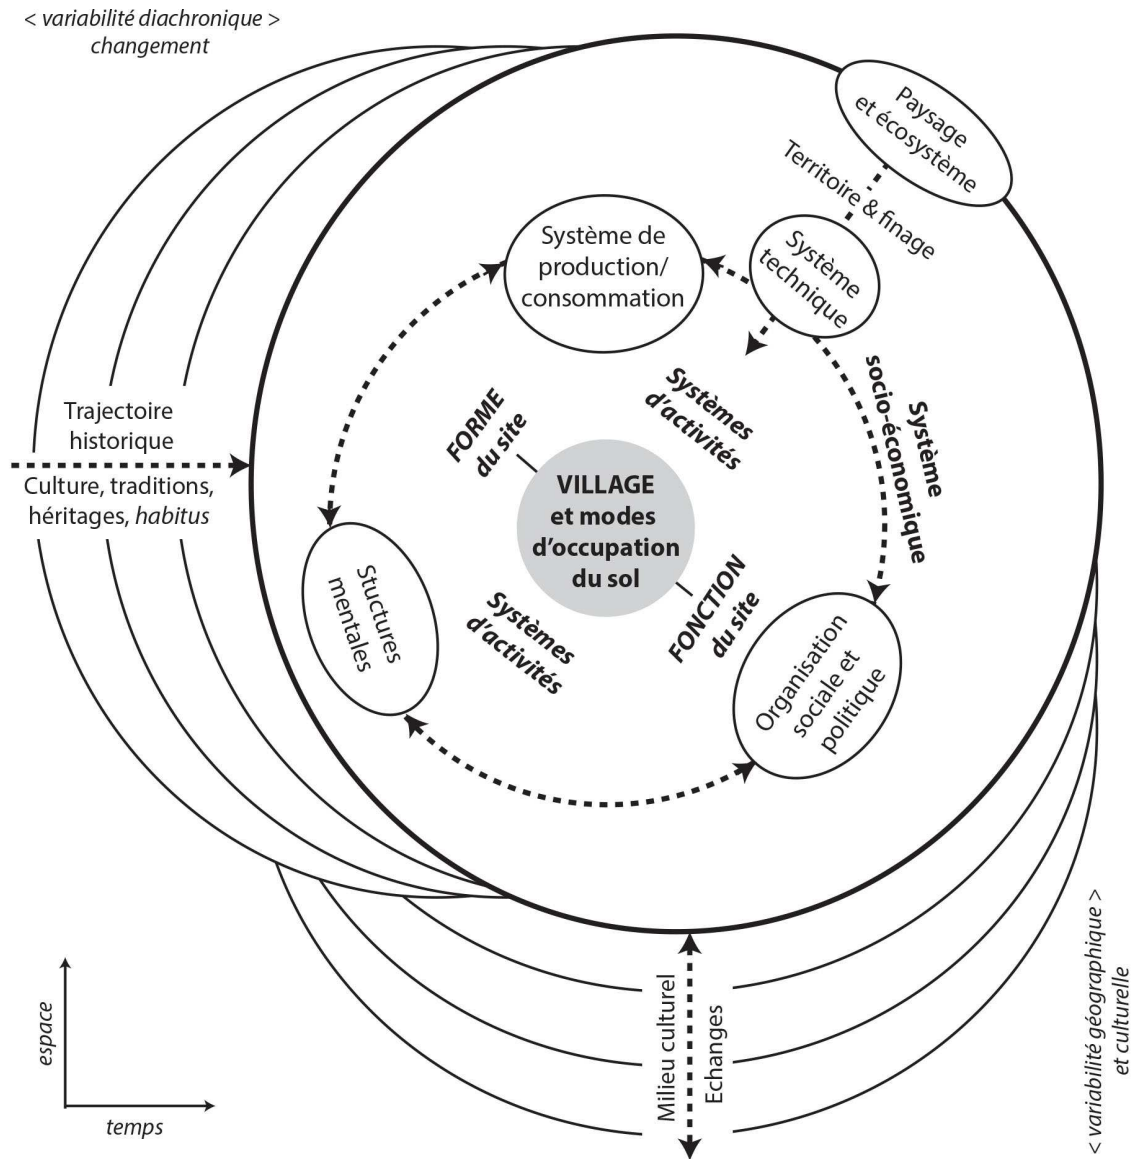 < variabilité diachronique >
changement
Paysage
et écosystème
Territoire & finage
Système
technique
Système de
production/
consommation
Système
socio-économique
Systèmes
d’activités
FORME
du site
Trajectoire
historique
Culture, traditions,
héritages, habitus
VILLAGE
et modes
d’occupation
du sol
FONCTION
du site
Stuctures
mentales
Systèmes
d’activités
Organisation
sociale et
politique
Milieu culturel
Echanges
< variabilité géographique >
et culturelle
espace
temps